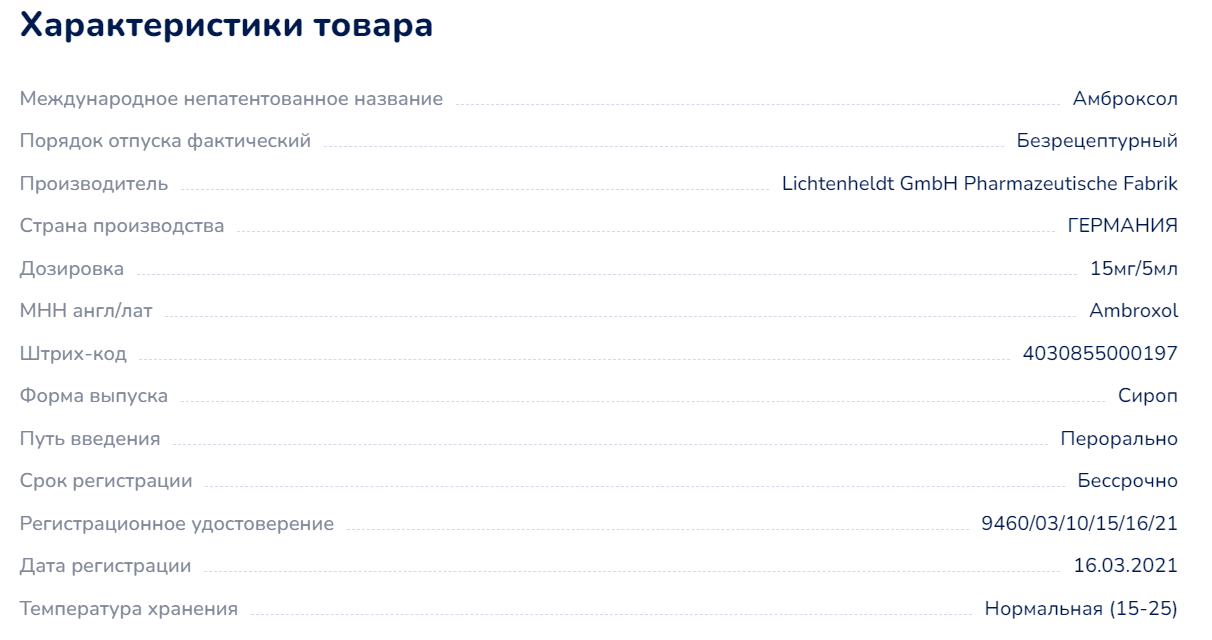 Характеристики товара
Международное непатентованное название Амброксол
Порядок отпуска фактический Безрецептурный
Производитель Lichtenheldt GmbH Pharmazeutische Fabrik
Страна производства ГЕРМАНИЯ
Дозировка 15мг/5мл
МНН англ/лат Ambroxol
Штрих-код 4030855000197
Форма выпуска Сироп
Путь введения Перорально
Срок регистрации Бессрочно
Регистрационное удостоверение 9460/03/10/15/16/21
Дата регистрации 16.03.2021
Температура хранения Нормальная (15-25)